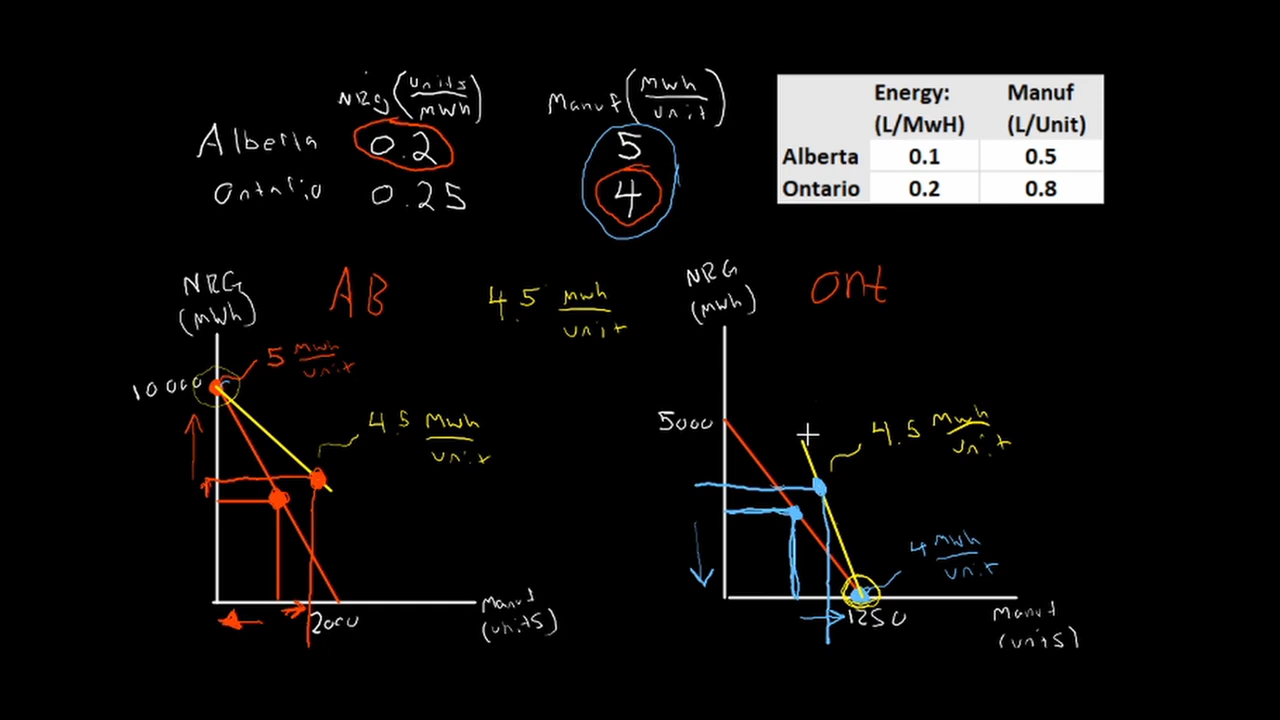 NRG (units/MWH)
Manuf (MWh/unit)
Alberta 0.2 5
Ontario 0.25 4
Energy: Manuf
(L/MwH) (L/Unit)
Alberta 0.1 0.5
Ontario 0.2 0.8
NRG
(MWh)
AB
4.5 Mwh/unit
NRG
(MWh)
Ont
10 000
5 Mwh/unit
4.5 Mwh/unit
5000
4.5 Mwh/unit
4 Mwh/unit
2000
Manuf
(units)
1250
Manuf
(units)